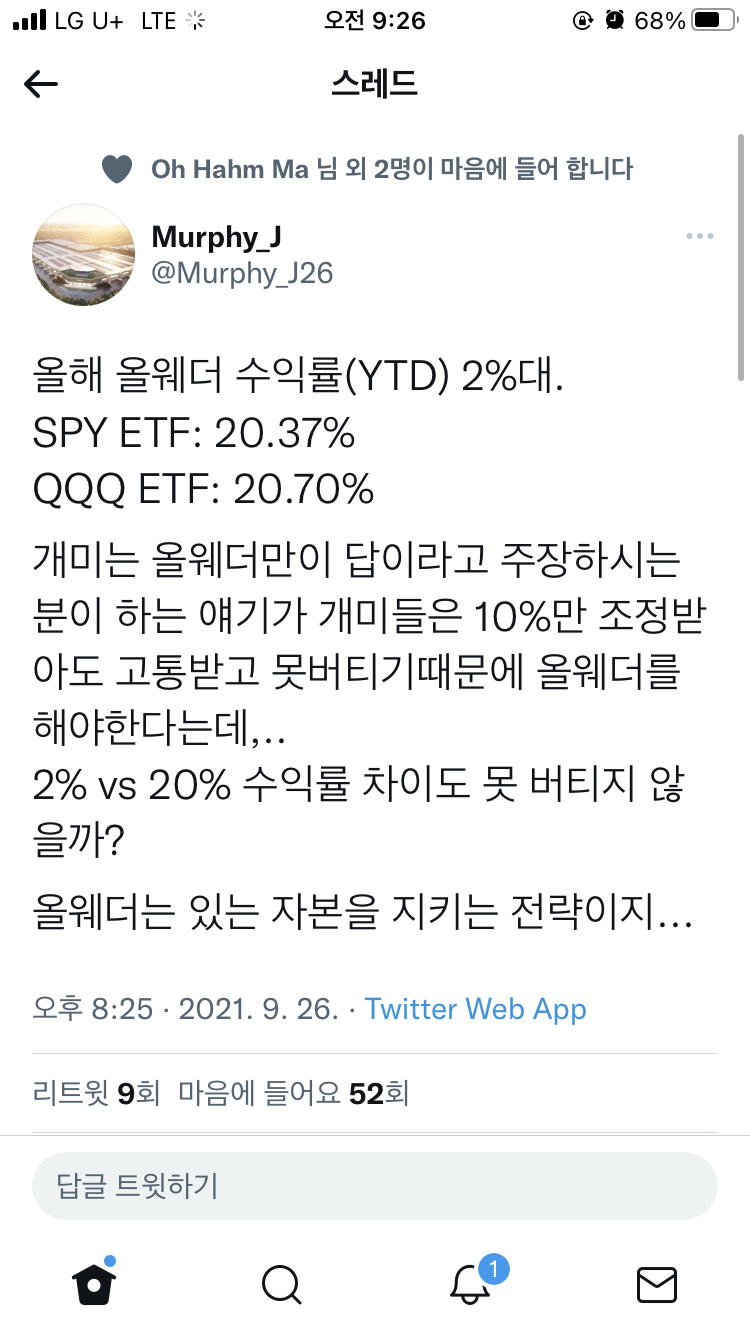 LG U+ LTE 오전 9:26 68%
스레드
Oh Hahm Ma 님 외 2명이 마음에 들어 합니다
Murphy_J
@Murphy_J26
올해 올웨더 수익률(YTD) 2%대.
SPY ETF: 20.37%
QQQ ETF: 20.70%
개미는 올웨더만이 답이라고 주장하시는
분이 하는 얘기가 개미들은 10%만 조정받
아도 고통받고 못버티기때문에 올웨더를
해야한다는데,..
2% vs 20% 수익률 차이도 못 버티지 않
을까?
올웨더는 있는 자본을 지키는 전략이지...
오후 8:25 · 2021. 9. 26. · Twitter Web App
리트윗 9회 마음에 들어요 52회
답글 트윗하기
1